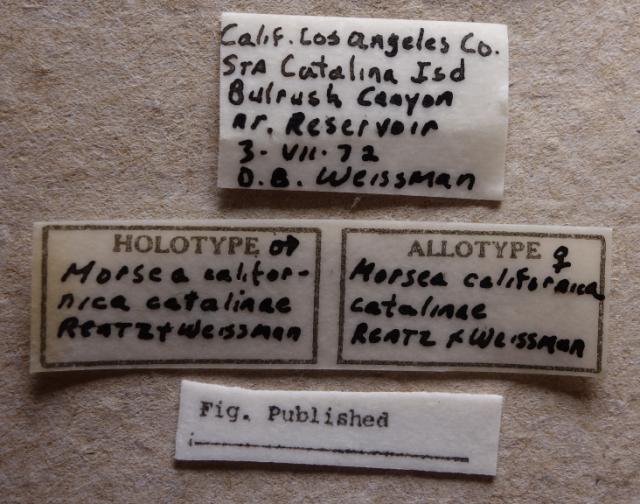 Calif. Los Angeles Co.
Sta Catalina Isd
Bulrush Canyon
nr. Reservoir
3-VII-72
D.B. Weissman
HOLOTYPE ♂
Morsea califor-
nica catalinae
Rentz & Weissman
ALLOTYPE ♀
Morsea californica
catalinae
Rentz & Weissman
Fig. Published